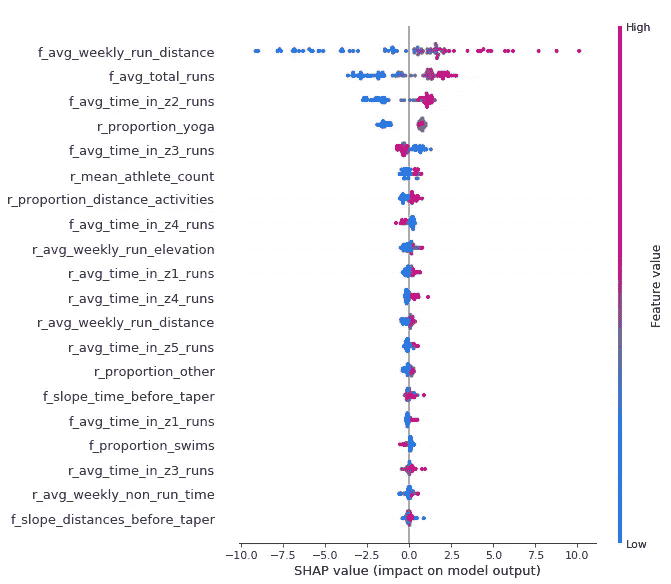 High
f_avg_weekly_run_distance
f_avg_total_runs
f_avg_time_in_z2_runs
r_proportion_yoga
f_avg_time_in_z3_runs
r_mean_athlete_count
r_proportion_distance_activities
f_avg_time_in_z4_runs
r_avg_weekly_run_elevation
r_avg_time_in_z1_runs
r_avg_time_in_z4_runs
r_avg_weekly_run_distance
r_avg_time_in_z5_runs
r_proportion_other
f_slope_time_before_taper
f_avg_time_in_z1_runs
f_proportion_swims
r_avg_time_in_z3_runs
r_avg_weekly_non_run_time
f_slope_distances_before_taper
Feature value
Low
−10.0 −7.5 −5.0 −2.5 0.0 2.5 5.0 7.5 10.0
SHAP value (impact on model output)